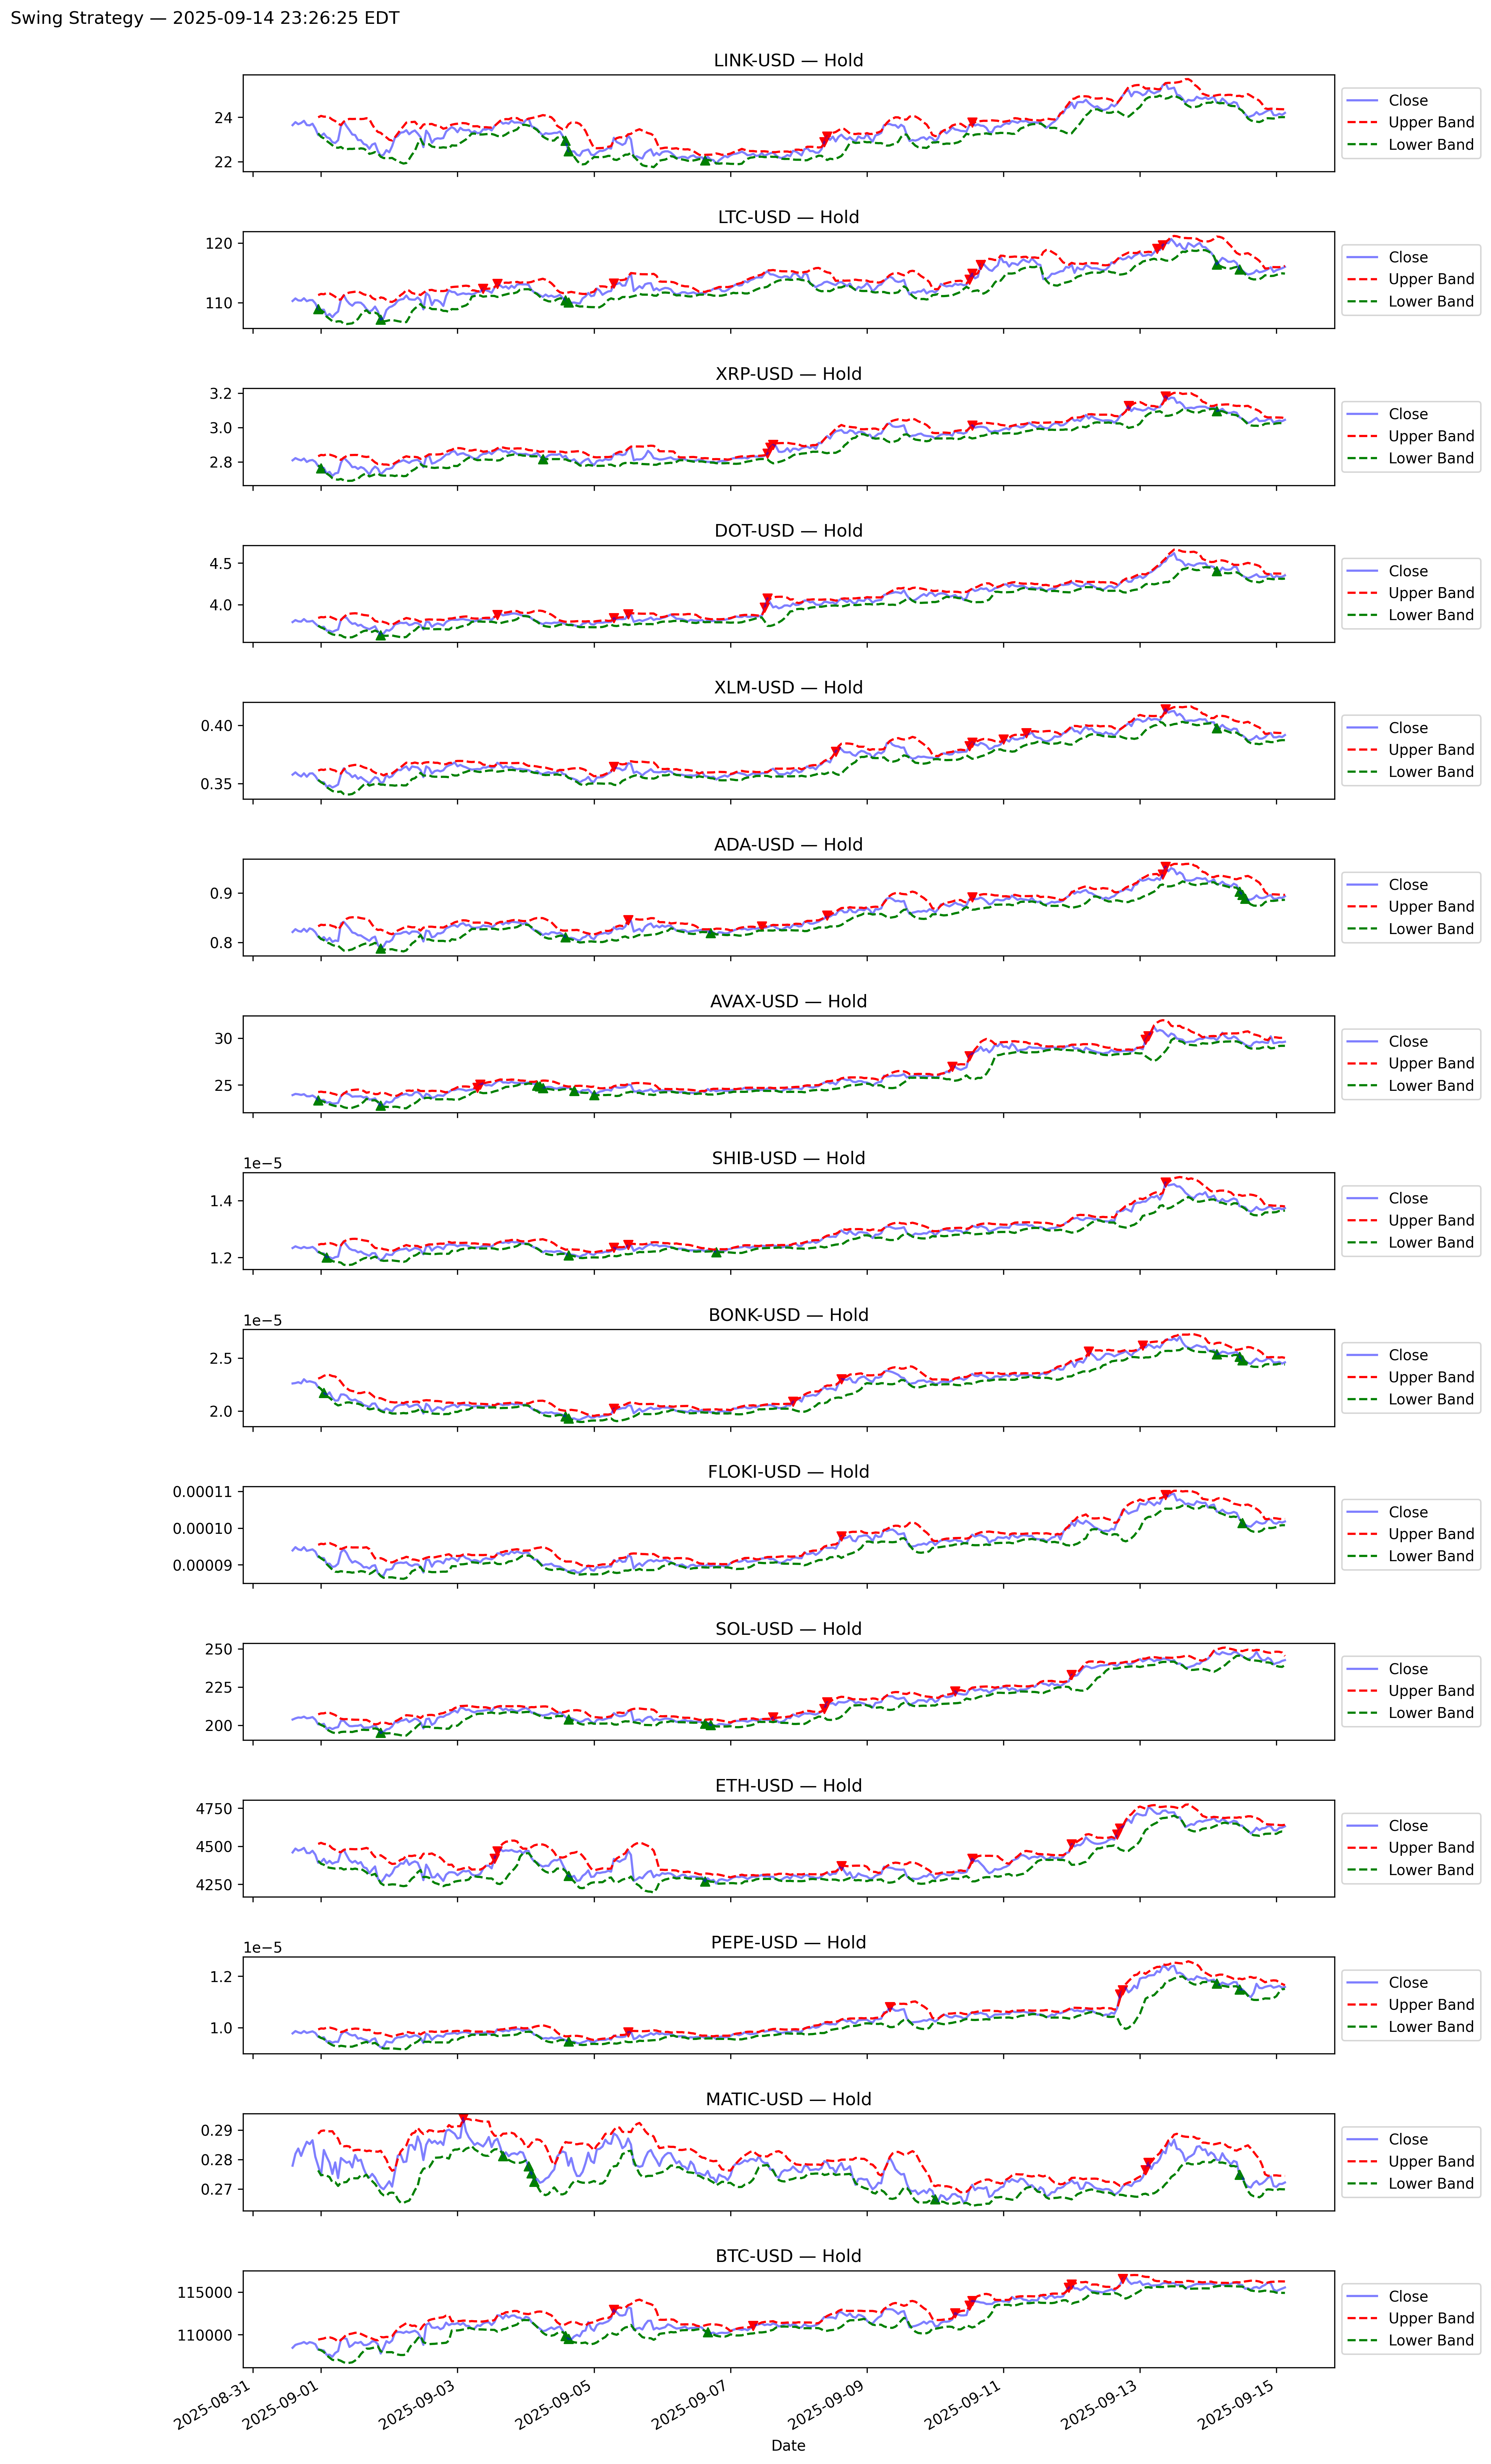 Swing Strategy — 2025-09-14 23:26:25 EDT
LINK-USD — Hold
24
22
Close
Upper Band
Lower Band
LTC-USD — Hold
120
110
Close
Upper Band
Lower Band
XRP-USD — Hold
3.2
3.0
2.8
Close
Upper Band
Lower Band
DOT-USD — Hold
4.5
4.0
Close
Upper Band
Lower Band
XLM-USD — Hold
0.40
0.35
Close
Upper Band
Lower Band
ADA-USD — Hold
0.9
0.8
Close
Upper Band
Lower Band
AVAX-USD — Hold
30
25
Close
Upper Band
Lower Band
SHIB-USD — Hold
1e−5
1.4
1.2
Close
Upper Band
Lower Band
BONK-USD — Hold
1e−5
2.5
2.0
Close
Upper Band
Lower Band
FLOKI-USD — Hold
0.00011
0.00010
0.00009
Close
Upper Band
Lower Band
SOL-USD — Hold
250
225
200
Close
Upper Band
Lower Band
ETH-USD — Hold
4750
4500
4250
Close
Upper Band
Lower Band
PEPE-USD — Hold
1e−5
1.2
1.0
Close
Upper Band
Lower Band
MATIC-USD — Hold
0.29
0.28
0.27
Close
Upper Band
Lower Band
BTC-USD — Hold
115000
110000
Close
Upper Band
Lower Band
2025-08-31
2025-09-01
2025-09-03
2025-09-05
2025-09-07
2025-09-09
2025-09-11
2025-09-13
2025-09-15
Date